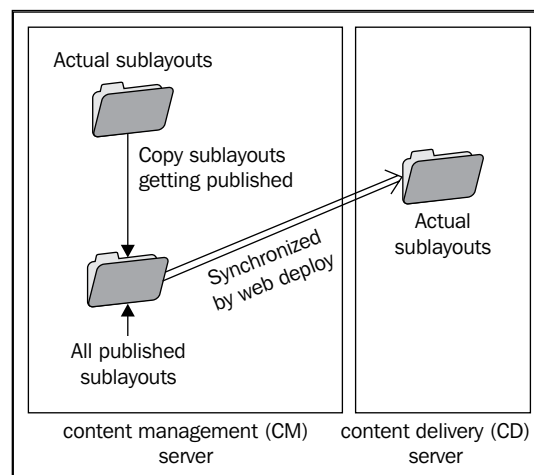 Actual sublayouts
Copy sublayouts
getting published
Actual
sublayouts
Synchronized
by web deploy
All published
sublayouts
content management (CM)
server
content delivery (CD)
server